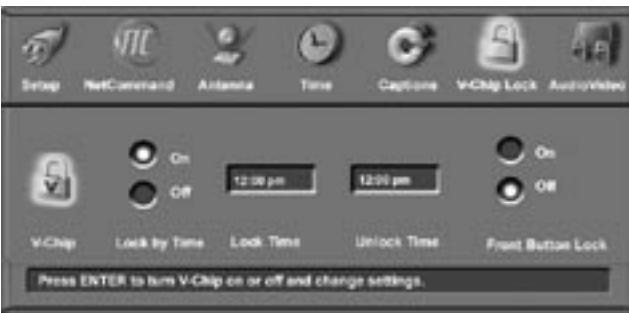 Setup NetCommand Antenna Time Captions V-Chip Lock AudioVideo
On On
12:00 pm 12:00 pm
Off Off
V
V-Chip Lock by Time Lock Time Unlock Time Front Button Lock
Press ENTER to turn V-Chip on or off and change settings.